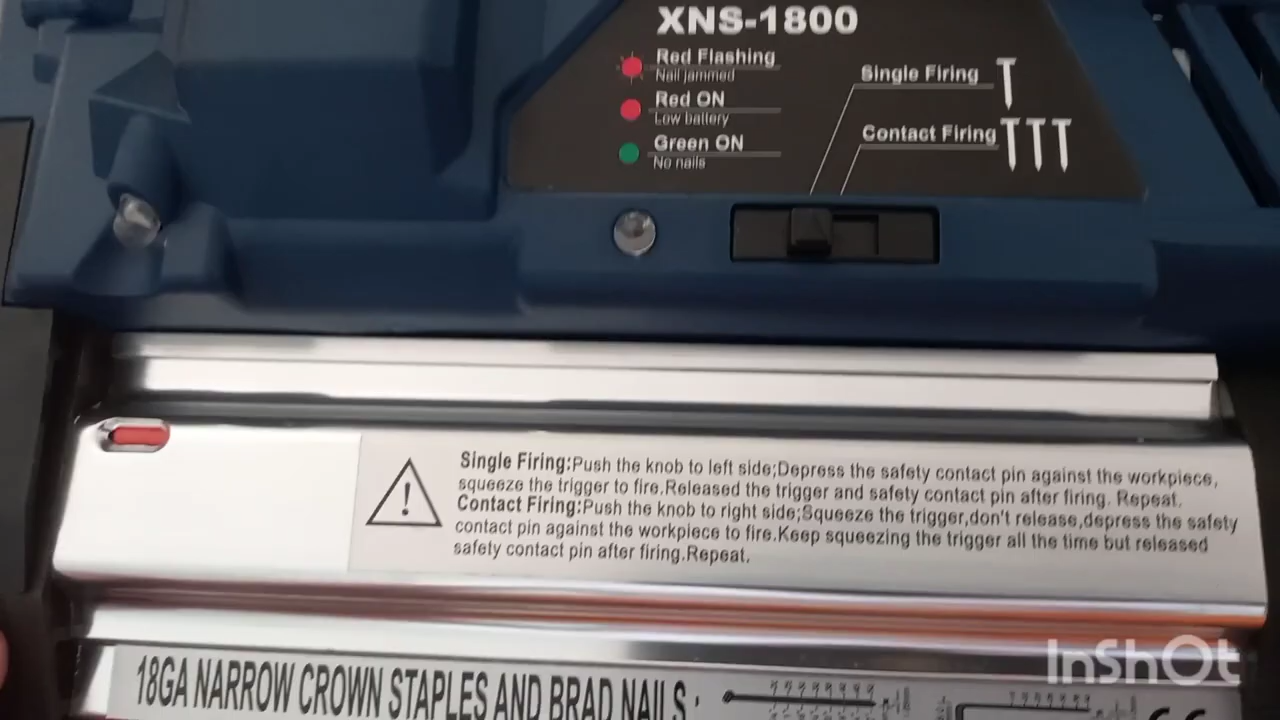 XNS-1800
Red Flashing
Nail jammed
Red ON
Low battery
Green ON
No nails
Single Firing
Contact Firing
Single Firing:Push the knob to left side;Depress the safety contact pin against the workpiece,
squeeze the trigger to fire.Released the trigger and safety contact pin after firing. Repeat.
Contact Firing:Push the knob to right side;Squeeze the trigger,don't release,depress the safety
contact pin against the workpiece to fire.Keep squeezing the trigger all the time but released
safety contact pin after firing.Repeat.
18GA NARROW CROWN STAPLES AND BRAD NAILS
InShOt